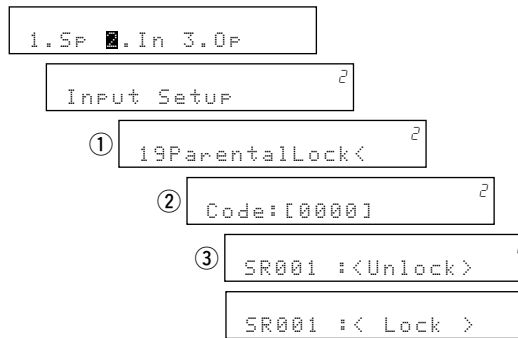 1.Sp 2.In 3.Op
2
Input Setup
2
① 19ParentalLock<
2
② Code:[0000]
③ SR001 :<Unlock>
SR001 :< Lock >